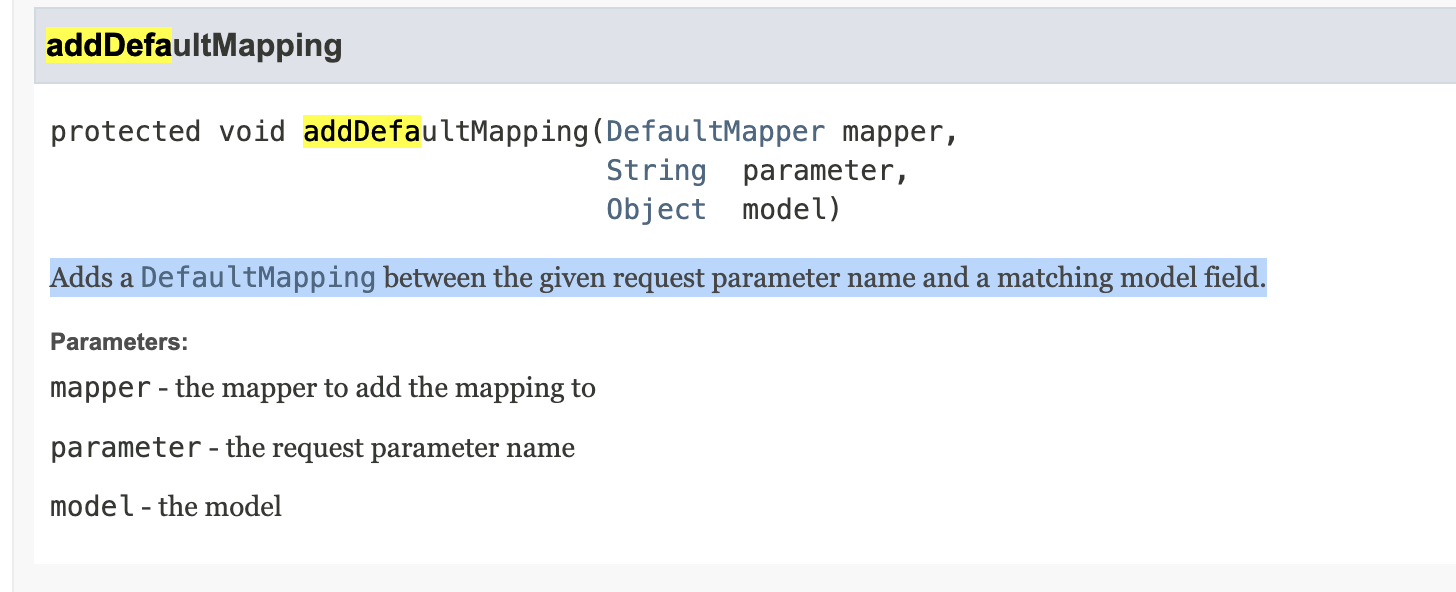 addDefaultMapping
protected void addDefaultMapping(DefaultMapper mapper,
String parameter,
Object model)
Adds a DefaultMapping between the given request parameter name and a matching model field.
Parameters:
mapper - the mapper to add the mapping to
parameter - the request parameter name
model - the model